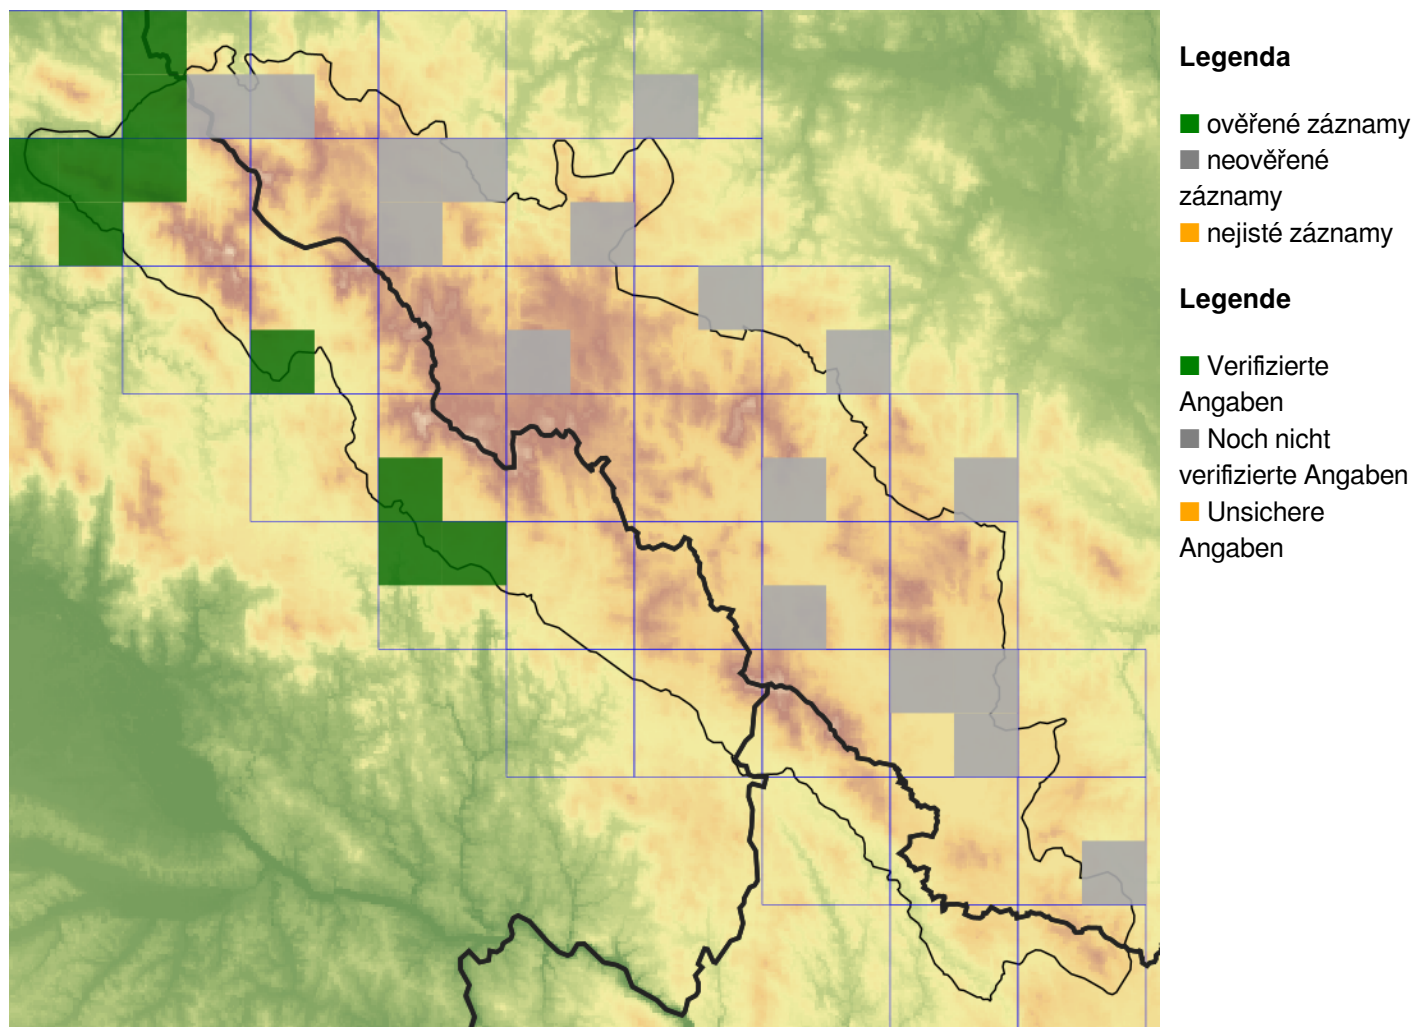 Legenda
ověřené záznamy
neověřené
záznamy
nejisté záznamy
Legende
Verifizierte
Angaben
Noch nicht
verifizierte Angaben
Unsichere
Angaben